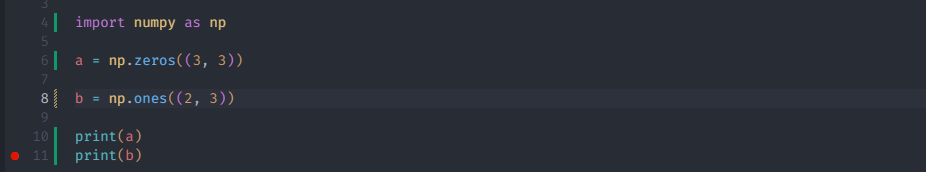 3
4 import numpy as np
5
6 a = np.zeros((3, 3))
7
8 b = np.ones((2, 3))
9
10 print(a)
11 print(b)